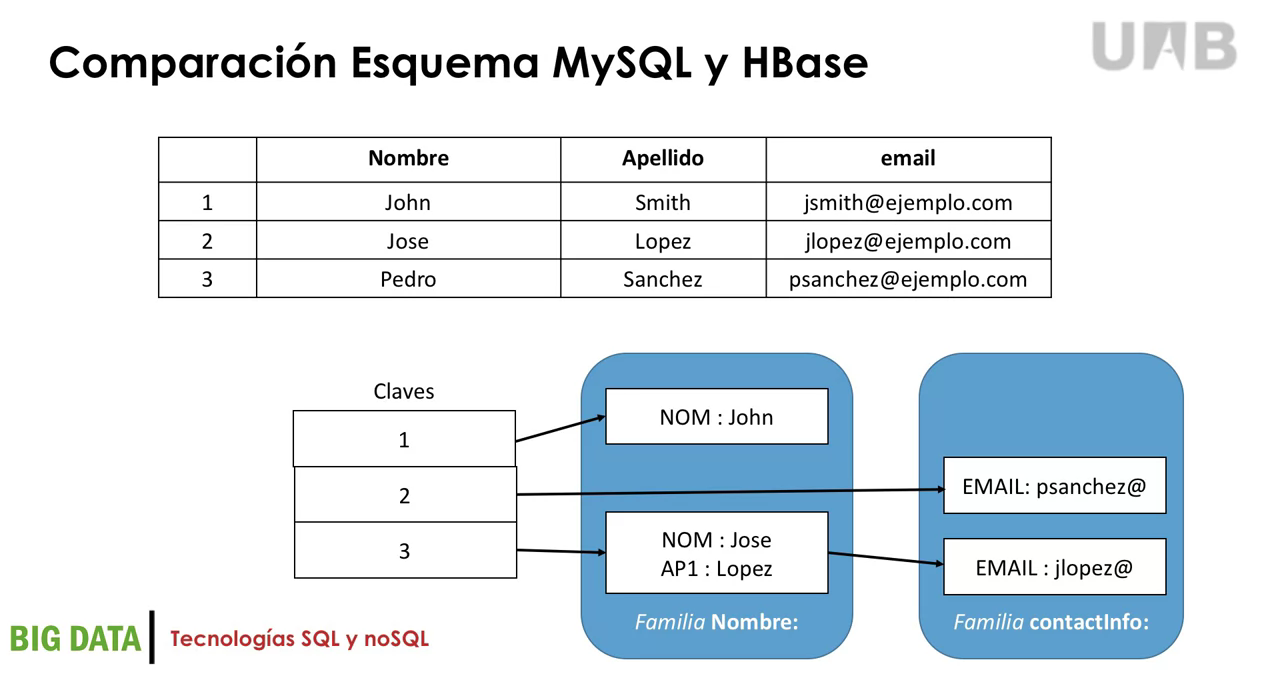 Comparación Esquema MySQL y HBase
UAB
Nombre Apellido email
1 John Smith jsmith@ejemplo.com
2 Jose Lopez jlopez@ejemplo.com
3 Pedro Sanchez psanchez@ejemplo.com
Claves
1
2
3
NOM : John
NOM : Jose
AP1 : Lopez
Familia Nombre:
EMAIL: psanchez@
EMAIL : jlopez@
Familia contactInfo:
BIG DATA
Tecnologías SQL y noSQL